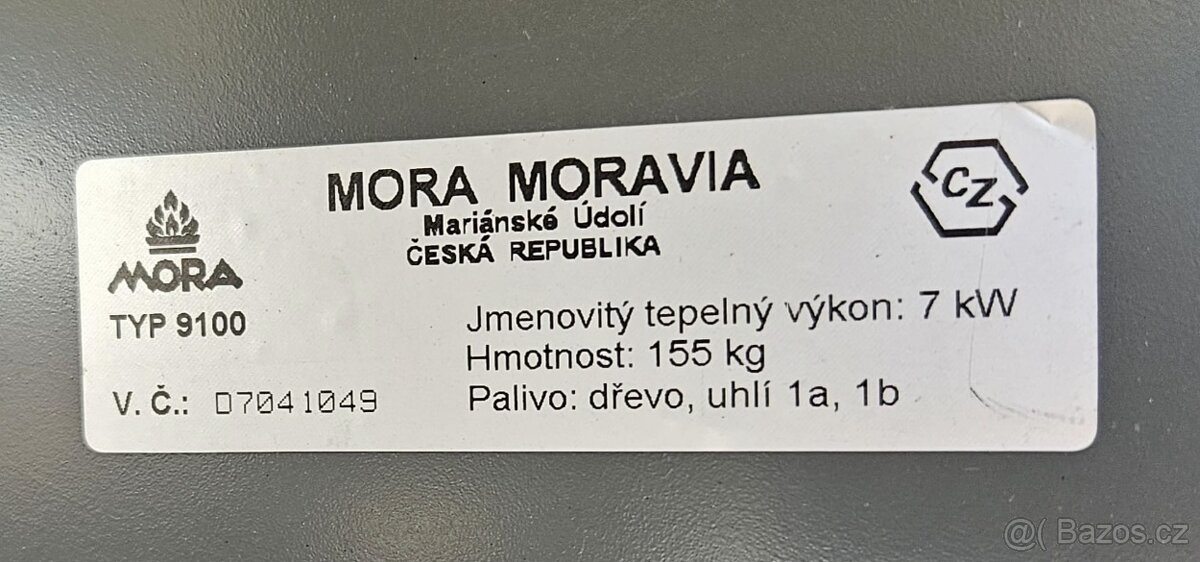 MORA MORAVIA
Mariánské Údolí
ČESKÁ REPUBLIKA
CZ
MORA
TYP 9100
V. Č.: D7041049
Jmenovitý tepelný výkon: 7 kW
Hmotnost: 155 kg
Palivo: dřevo, uhlí 1a, 1b
@( Bazos.cz